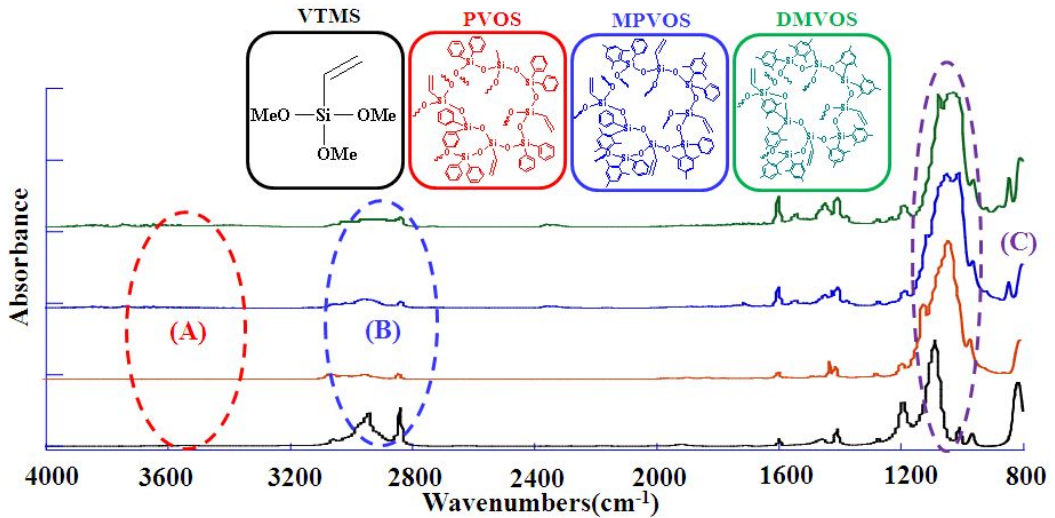 VTMS PVOS MPVOS DMVOS
MeO Si OMe
OMe
Absorbance
(A) (B) (C)
4000 3600 3200 2800 2400 2000 1600 1200 800
Wavenumbers(cm-1)